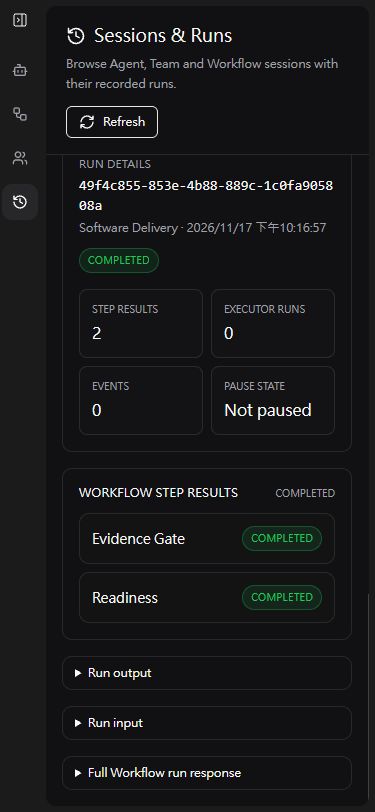 Sessions & Runs
Browse Agent, Team and Workflow sessions with
their recorded runs.
Refresh
RUN DETAILS
49f4c855-853e-4b88-889c-1c0fa9058
08a
Software Delivery · 2026/11/17 下午10:16:57
COMPLETED
STEP RESULTS
2
EXECUTOR RUNS
0
EVENTS
0
PAUSE STATE
Not paused
WORKFLOW STEP RESULTS
COMPLETED
Evidence Gate
COMPLETED
Readiness
COMPLETED
Run output
Run input
Full Workflow run response